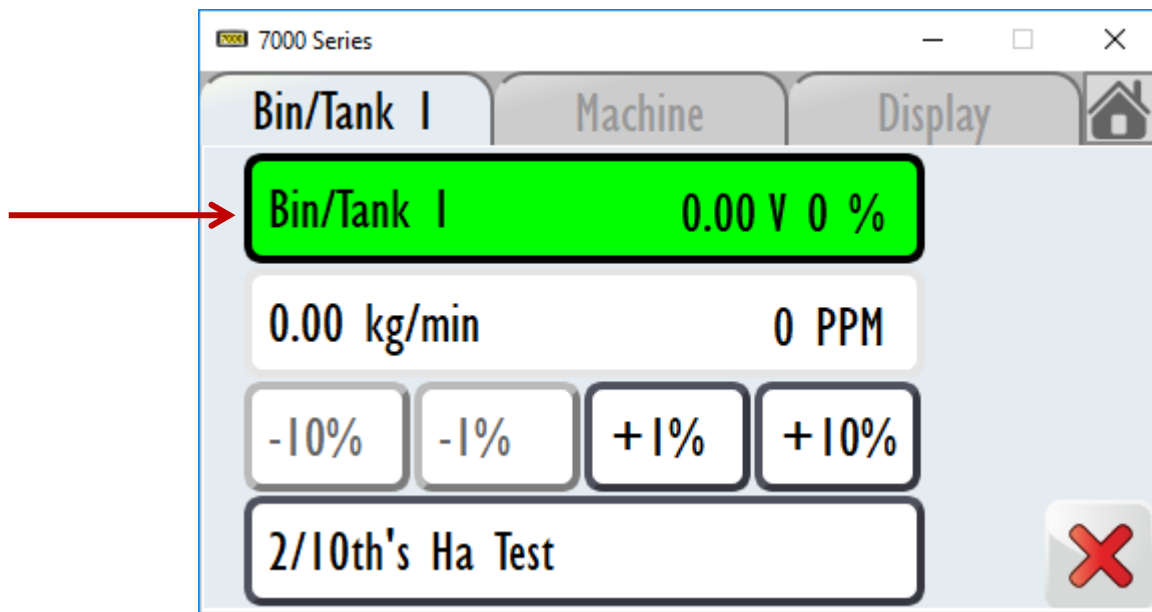 7000 7000 Series
Bin/Tank 1 Machine Display
Bin/Tank 1 0.00 V 0 %
0.00 kg/min 0 PPM
-10% -1% +1% +10%
2/10th's Ha Test